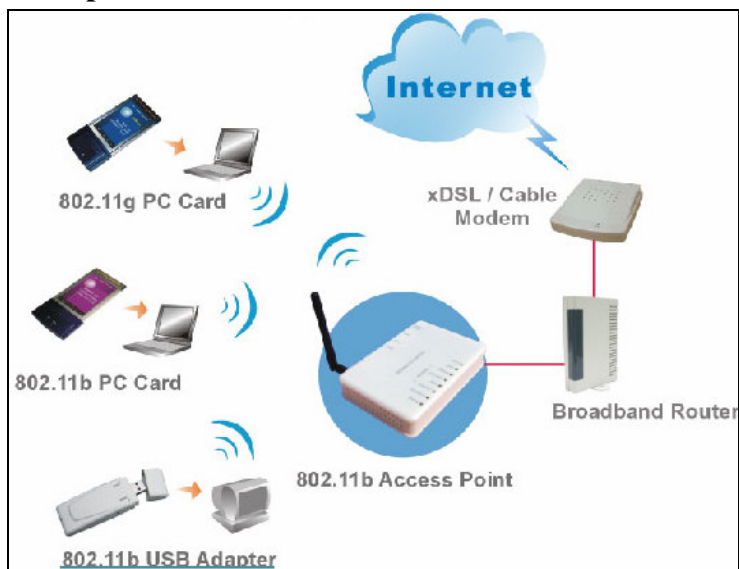 Internet
802.11g PC Card
xDSL / Cable
Modem
802.11b PC Card
Broadband Router
802.11b Access Point
802.11b USB Adapter